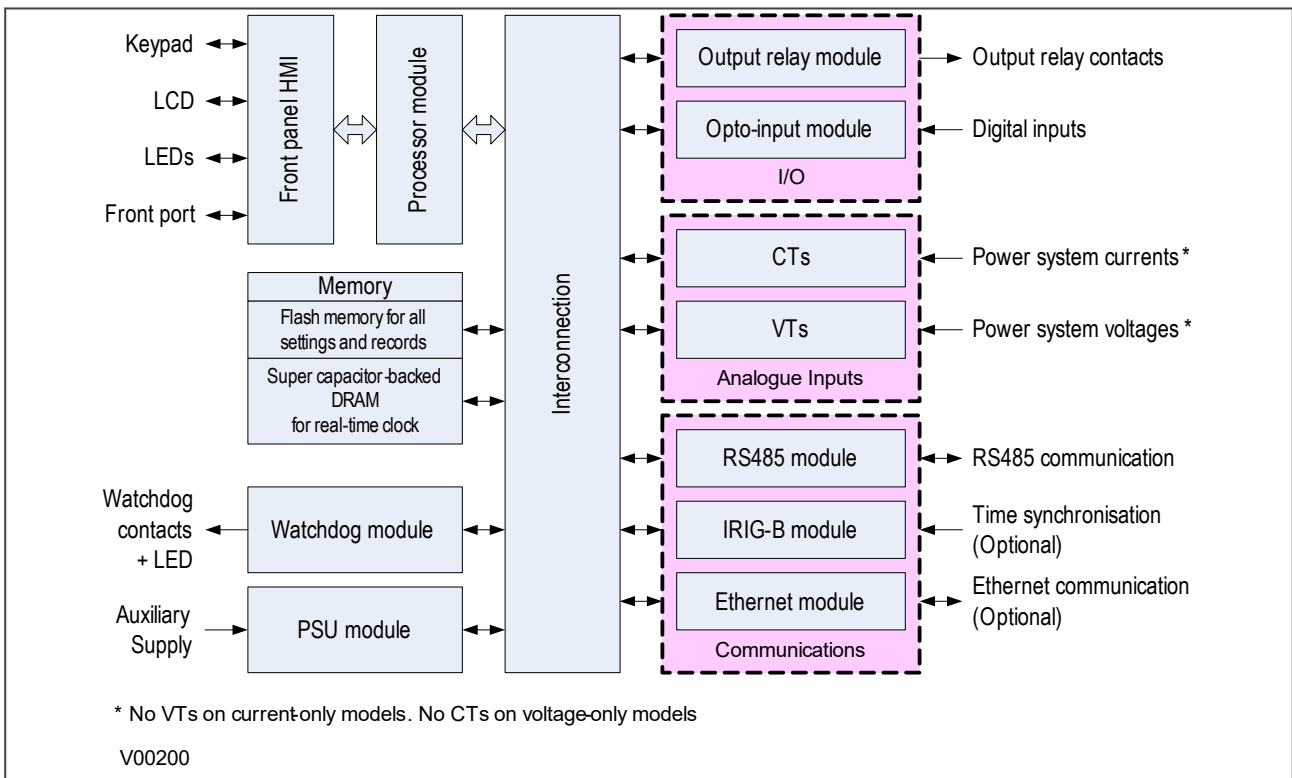 Keypad
LCD
LEDs
Front port
Front panel HMI
Processor module
Memory
Flash memory for all
settings and records
Super capacitor-backed
DRAM
for real-time clock
Watchdog
contacts
+ LED
Watchdog module
Auxiliary
Supply
PSU module
Interconnection
Output relay module
Output relay contacts
Opto-input module
Digital inputs
I/O
CTs
Power system currents *
VTs
Power system voltages *
Analogue Inputs
RS485 module
RS485 communication
IRIG-B module
Time synchronisation
(Optional)
Ethernet module
Ethernet communication
(Optional)
Communications
* No VTs on current-only models. No CTs on voltage-only models
V00200